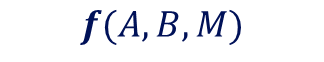 f(A, B, M)